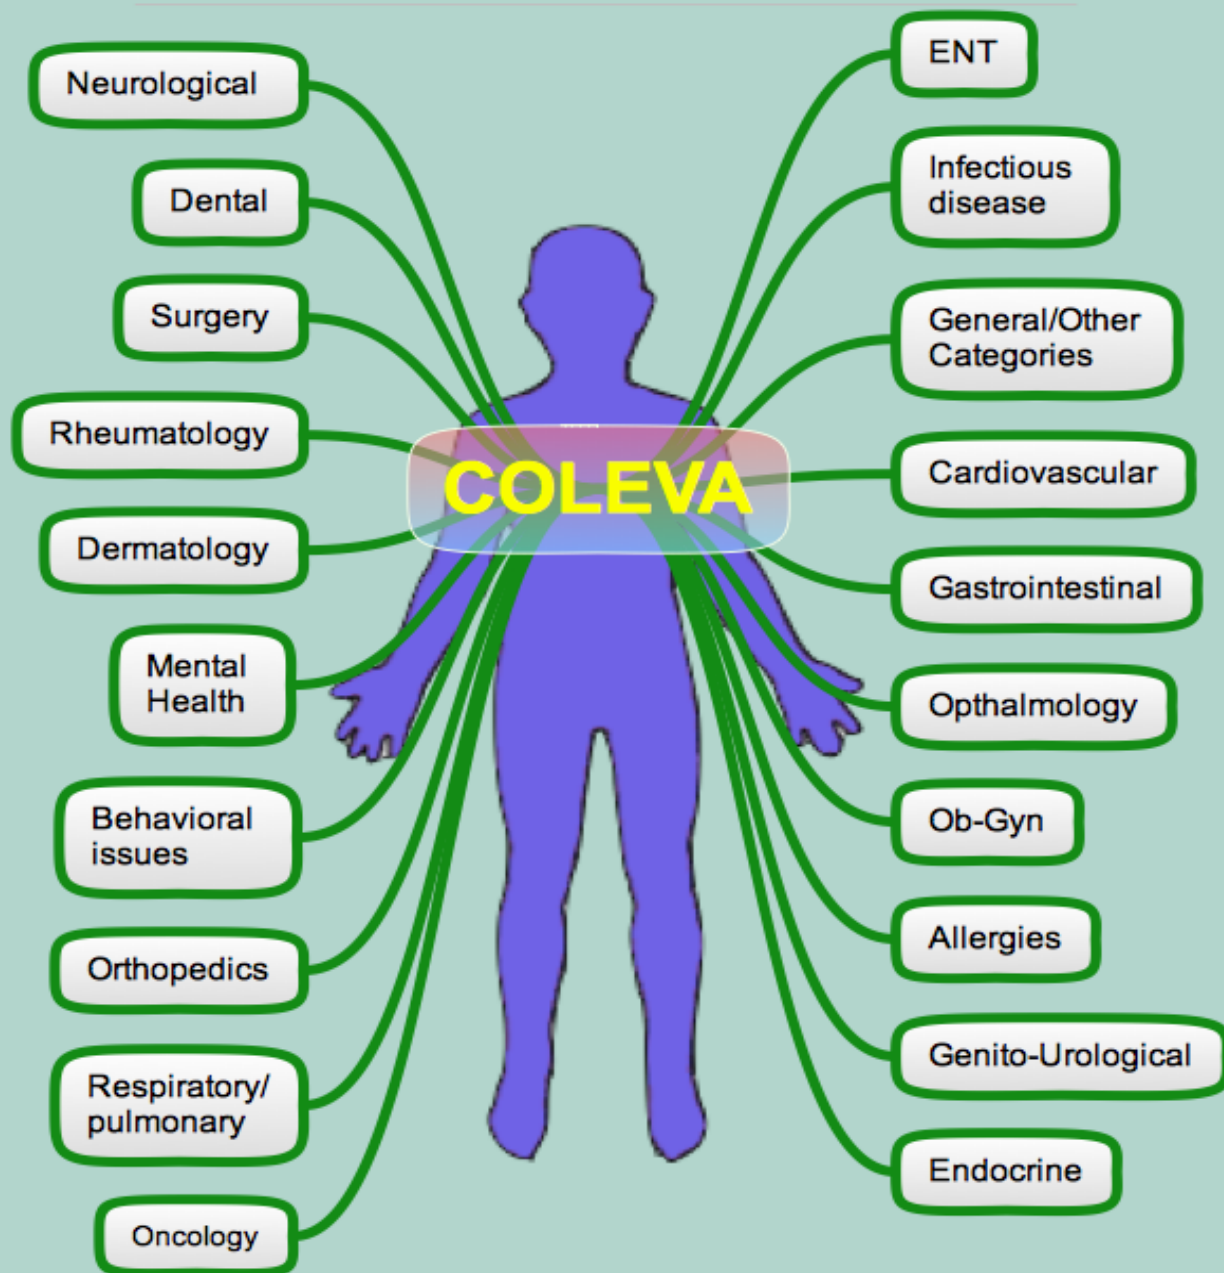 Neurological
Dental
Surgery
Rheumatology
Dermatology
Mental
Health
Behavioral
issues
Orthopedics
Respiratory/
pulmonary
Oncology
COLEVA
ENT
Infectious
disease
General/Other
Categories
Cardiovascular
Gastrointestinal
Opthalmology
Ob-Gyn
Allergies
Genito-Urological
Endocrine